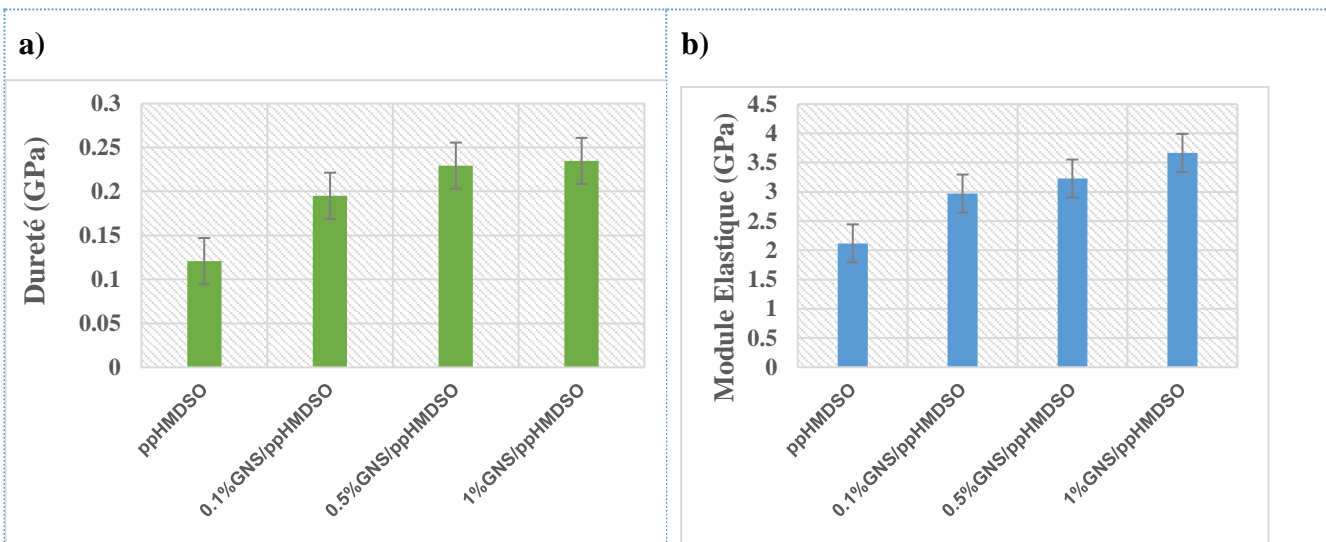 a)
Dureté (GPa)
0.3
0.25
0.2
0.15
0.1
0.05
0
ppHMDSO
0.1%GNS/ppHMDSO
0.5%GNS/ppHMDSO
1%GNS/ppHMDSO
b)
Module Elastique (GPa)
4.5
4
3.5
3
2.5
2
1.5
1
0.5
0
ppHMDSO
0.1%GNS/ppHMDSO
0.5%GNS/ppHMDSO
1%GNS/ppHMDSO